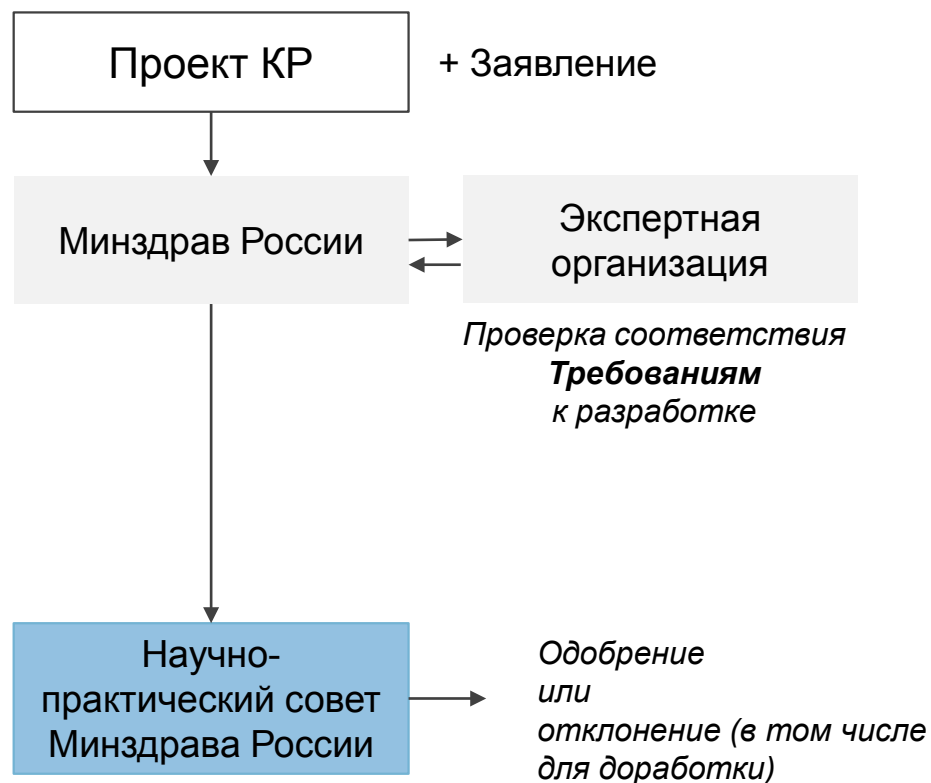 Проект КР
+ Заявление
Минздрав России
Экспертная
организация
Проверка соответствия
Требованиям
к разработке
Научно-
практический совет
Минздрава России
Одобрение
или
отклонение (в том числе
для доработки)